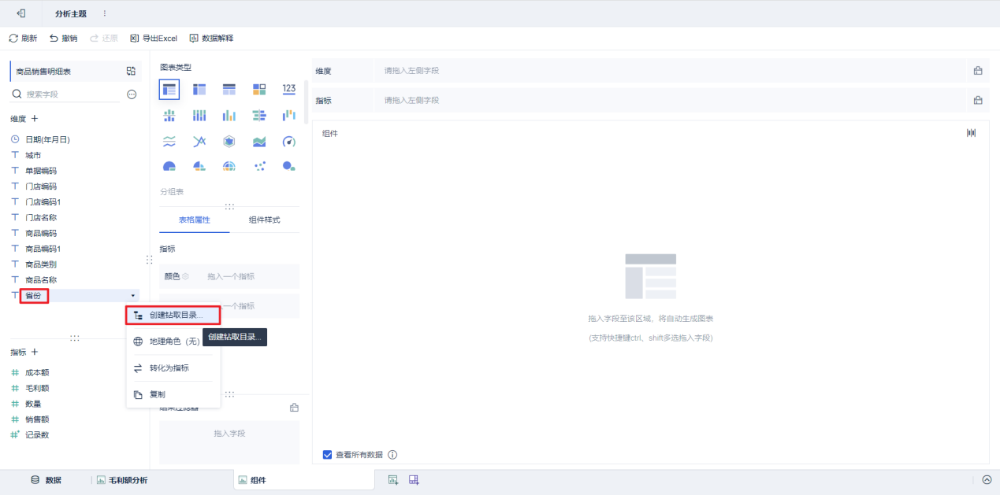 分析主题
刷新 撤销 还原 导出Excel 数据解释
商品销售明细表
搜索字段
维度
日期(年月日)
城市
单据编码
门店编码
门店编码1
门店名称
商品编码
商品编码1
商品类别
商品名称
省份
创建钻取目录...
创建钻取目录...
地理角色 (无)
转化为指标
复制
指标
成本额
毛利额
数量
销售额
记录数
图表类型
123
分组表
表格属性 组件样式
指标
颜色 拖入一个指标
一个指标
结果过滤器
拖入字段
维度 请拖入左侧字段
指标 请拖入左侧字段
组件
拖入字段至该区域，将自动生成图表
(支持快捷键ctrl、shift多选拖入字段)
查看所有数据
数据 毛利额分析 组件